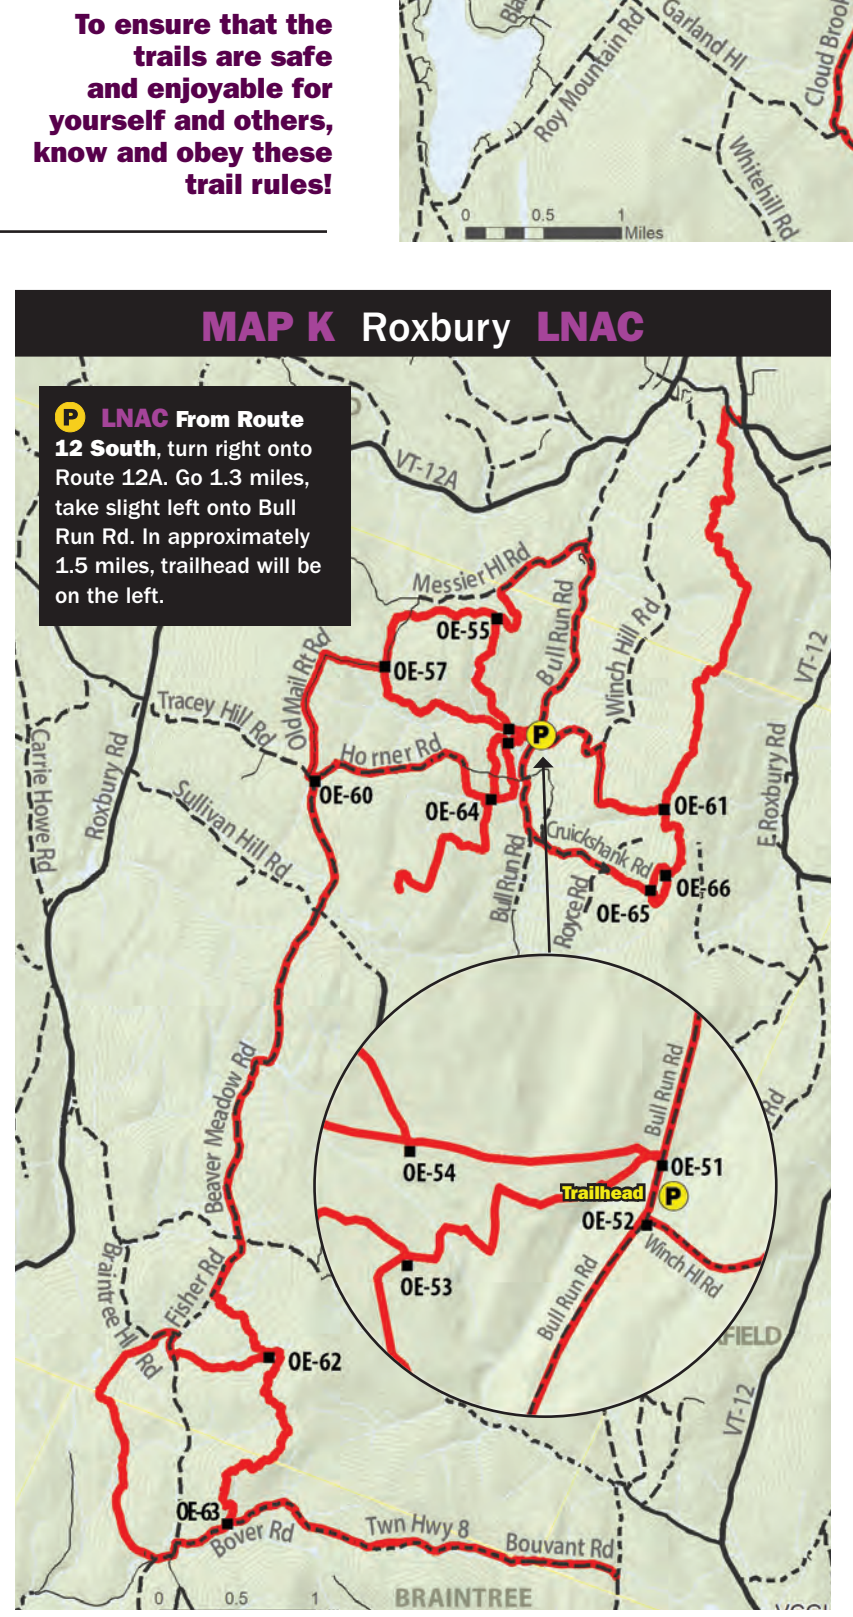 To ensure that the
trails are safe
and enjoyable for
yourself and others,
know and obey these
trail rules!
Roy Mountain Rd
Garland Hl
Cloud Brook
Whitehill Rd
0 0.5 1
Miles
MAP K Roxbury LNAC
P LNAC From Route
12 South, turn right onto
Route 12A. Go 1.3 miles,
take slight left onto Bull
Run Rd. In approximately
1.5 miles, trailhead will be
on the left.
VT-12A
Messier Hl Rd
Bull Run Rd
Winch Hill Rd
VT-12
OE-55
OE-57
Old Mail Rt Rd
Tracey Hill Rd
Carrie Howe Rd
Roxbury Rd
Horner Rd
P
E Roxbury Rd
OE-60
Sullivan Hill Rd
OE-64
OE-61
Cruickshank Rd
Bull Run Rd
Royce Rd
OE-66
OE-65
Beaver Meadow Rd
Bull Run Rd
Rd
OE-54
OE-51
Trailhead
P
OE-52
Winch Hl Rd
OE-53
Bull Run Rd
Braintree Hl Rd
Fisher Rd
OE-62
FIELD
VT-12
OE-63
Bover Rd
Twn Hwy 8
Bouvant Rd
0 0.5 1
BRAINTREE